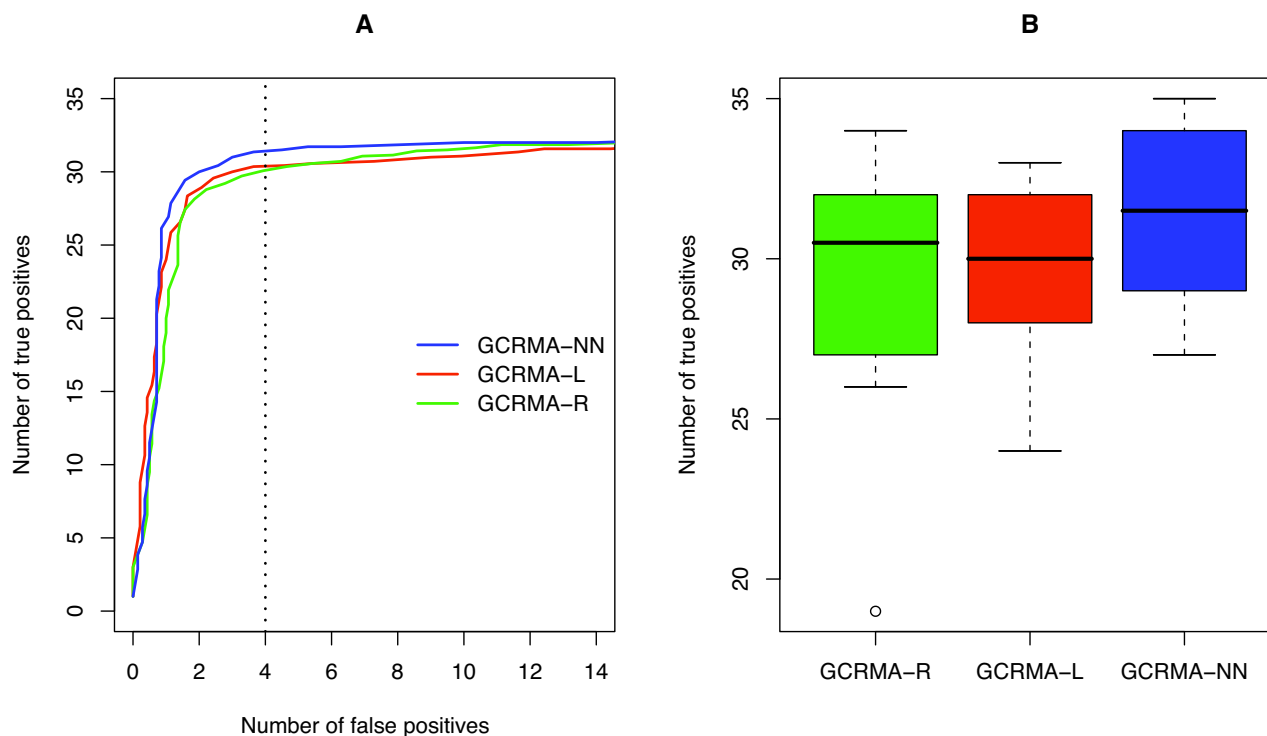 A
Number of true positives
35
30
25
20
15
10
5
0
GCRMA−NN
GCRMA−L
GCRMA−R
0 2 4 6 8 10 12 14
Number of false positives
B
Number of true positives
35
30
25
20
GCRMA−R GCRMA−L GCRMA−NN